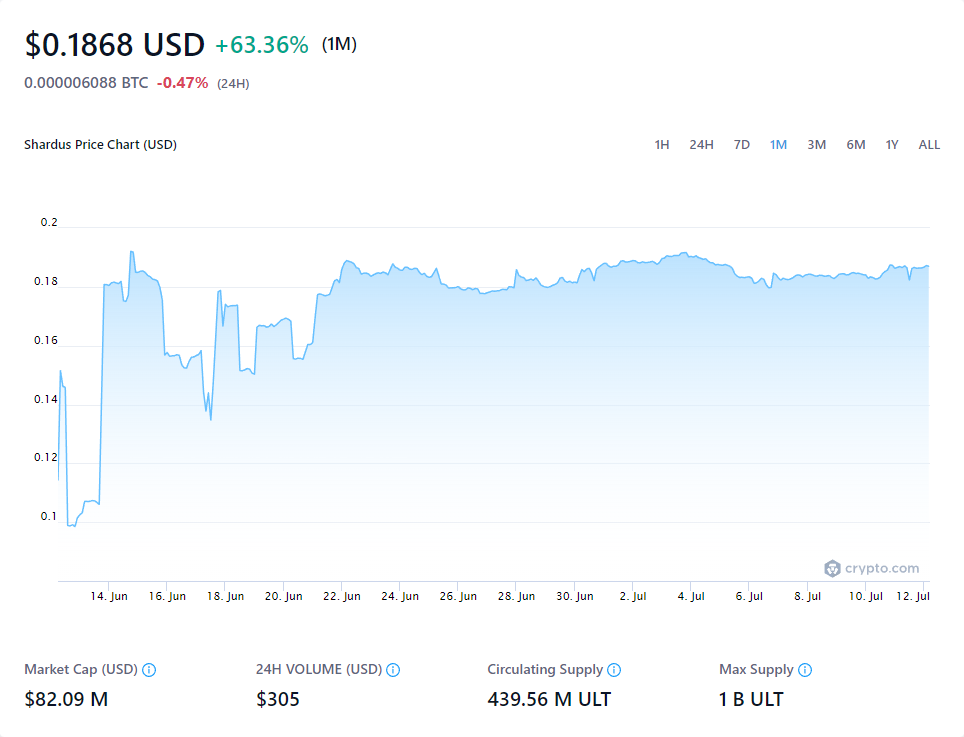 $0.1868 USD +63.36% (1M)
0.000006088 BTC -0.47% (24H)
Shardus Price Chart (USD) 1H 24H 7D 1M 3M 6M 1Y ALL
0.2
0.18
0.16
0.14
0.12
0.1
crypto.com
14. Jun 16. Jun 18. Jun 20. Jun 22. Jun 24. Jun 26. Jun 28. Jun 30. Jun 2. Jul 4. Jul 6. Jul 8. Jul 10. Jul 12. Jul
Market Cap (USD) 24H VOLUME (USD) Circulating Supply Max Supply
$82.09 M $305 439.56 M ULT 1 B ULT